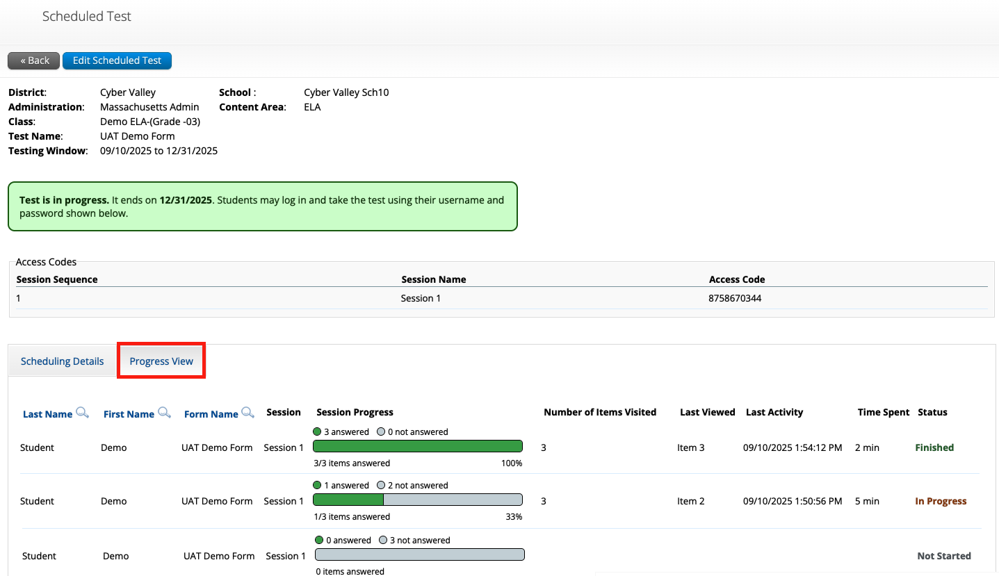 Scheduled Test
« Back Edit Scheduled Test
District: Cyber Valley School : Cyber Valley Sch10
Administration: Massachusetts Admin Content Area: ELA
Class: Demo ELA-(Grade -03)
Test Name: UAT Demo Form
Testing Window: 09/10/2025 to 12/31/2025
Test is in progress. It ends on 12/31/2025. Students may log in and take the test using their username and
password shown below.
Access Codes
Session Sequence Session Name Access Code
1 Session 1 8758670344
Scheduling Details Progress View
Last Name First Name Form Name Session Session Progress Number of Items Visited Last Viewed Last Activity Time Spent Status
3 answered 0 not answered
Student Demo UAT Demo Form Session 1 3 Item 3 09/10/2025 1:54:12 PM 2 min Finished
3/3 items answered 100%
1 answered 2 not answered
Student Demo UAT Demo Form Session 1 3 Item 2 09/10/2025 1:50:56 PM 5 min In Progress
1/3 items answered 33%
0 answered 3 not answered
Student Demo UAT Demo Form Session 1 Not Started
0 items answered